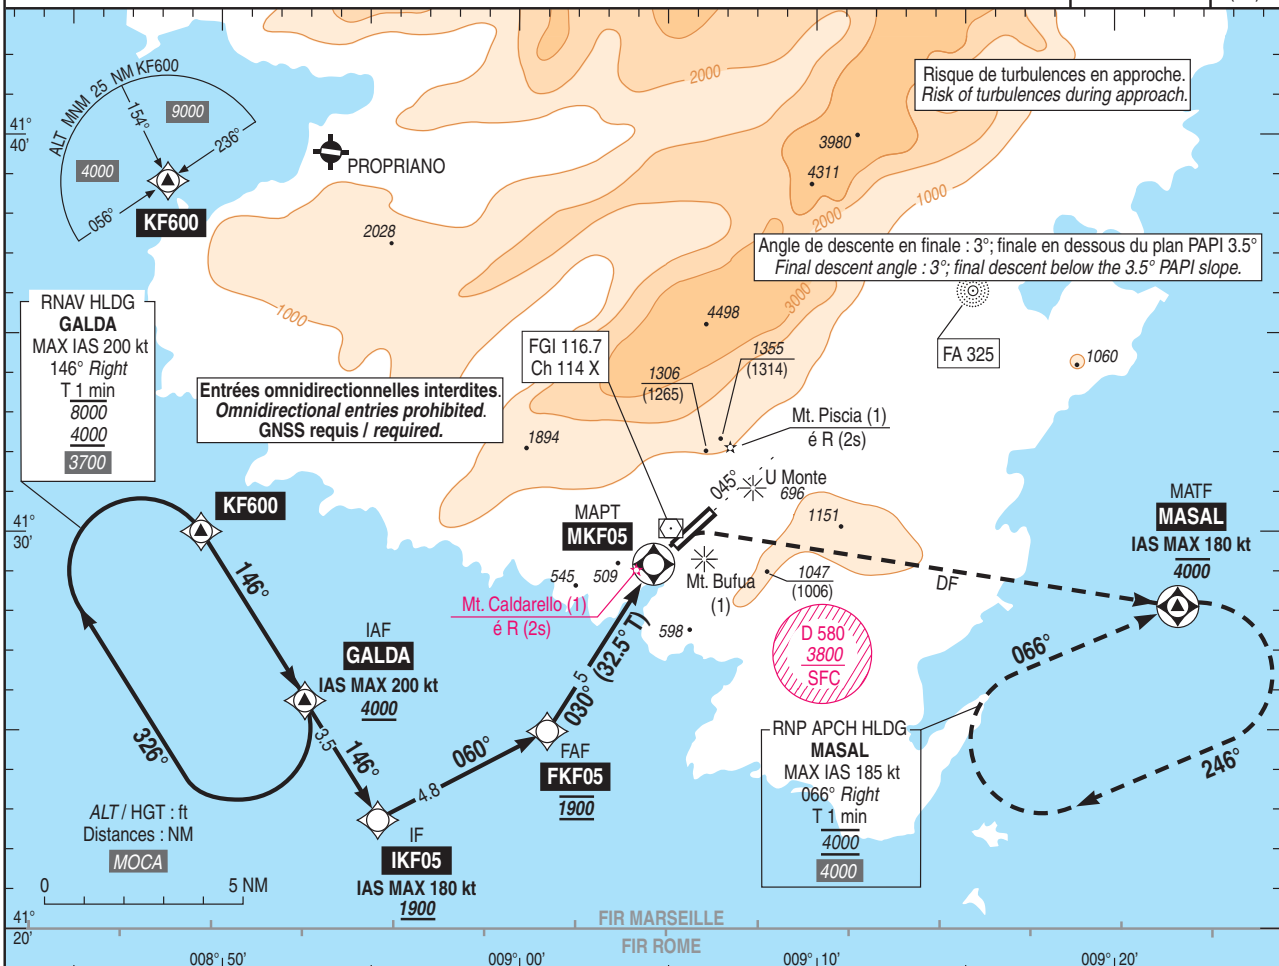 2000
Risque de turbulences en approche.
Risk of turbulences during approach.
ALT MNM 25 NM KF600
154°
9000
236°
4000
056°
KF600
41°
40'
PROPRIANO
3980
4311
2000
1000
2028
Angle de descente en finale : 3°; finale en dessous du plan PAPI 3.5°
Final descent angle : 3°; final descent below the 3.5° PAPI slope.
RNAV HLDG
GALDA
MAX IAS 200 kt
146° Right
T 1 min
8000
4000
3700
1000
3000
4498
FGI 116.7
Ch 114 X
1355
(1314)
1306
(1265)
FA 325
1060
Entrées omnidirectionnelles interdites.
Omnidirectional entries prohibited.
GNSS requis / required.
1894
Mt. Piscia (1)
é R (2s)
045°
U Monte
696
KF600
MAPT
MKF05
1151
MATF
MASAL
IAS MAX 180 kt
4000
41°
30'
146°
545
509
Mt. Bufua
(1)
1047
(1006)
DF
Mt. Caldarello (1)
é R (2s)
598
D 580
3800
SFC
066°
IAF
GALDA
IAS MAX 200 kt
4000
5
030° (32.5° T)
326°
3.5
146°
060°
4.8
FAF
FKF05
1900
RNP APCH HLDG
MASAL
MAX IAS 185 kt
066° Right
T 1 min
4000
4000
246°
ALT / HGT : ft
Distances : NM
MOCA
0
5 NM
IF
IKF05
IAS MAX 180 kt
1900
41°
20'
FIR MARSEILLE
FIR ROME
008°50'
009°00'
009°10'
009°20'